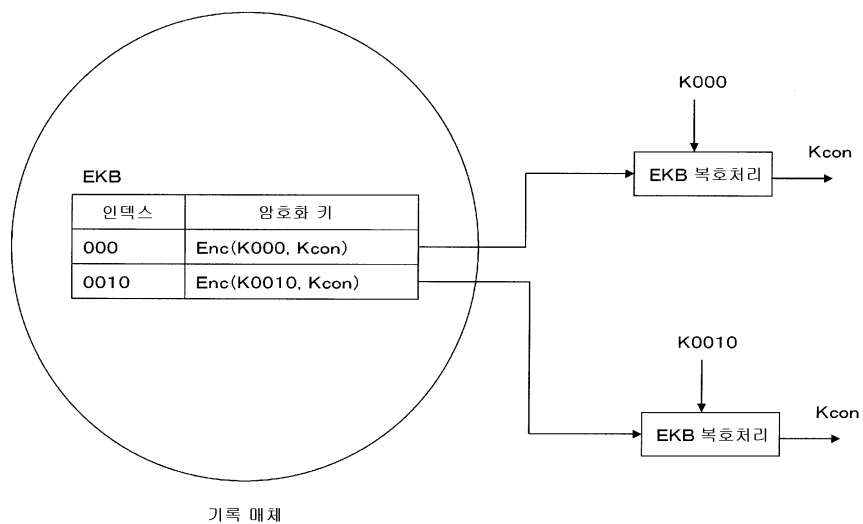 K000
Kcon
EKB 복호처리
EKB
인덱스 암호화 키
000 Enc(K000, Kcon)
0010 Enc(K0010, Kcon)
K0010
Kcon
EKB 복호처리
기록 매체